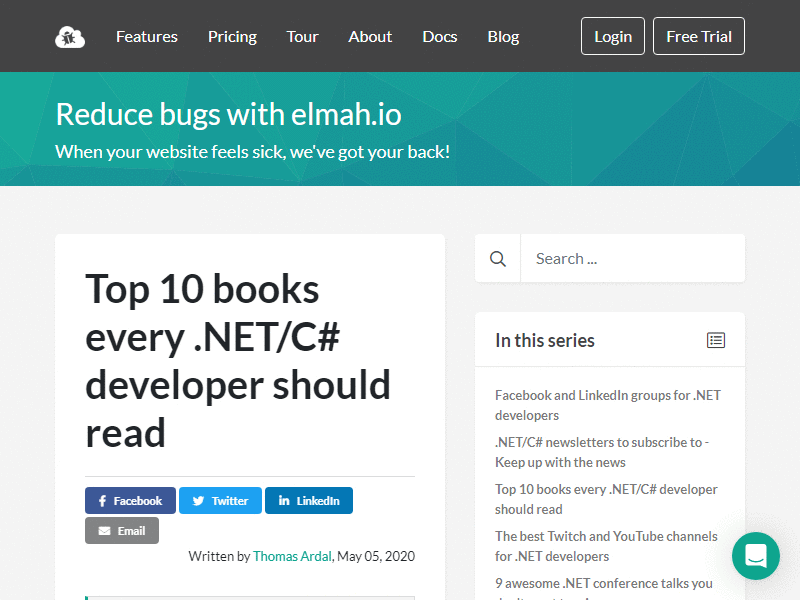 Features Pricing Tour About Docs Blog Login Free Trial
Reduce bugs with elmah.io
When your website feels sick, we've got your back!
Top 10 books
every .NET/C#
developer should
read
Facebook Twitter LinkedIn
Email
Written by Thomas Ardal, May 05, 2020
Search ...
In this series
Facebook and LinkedIn groups for .NET
developers
.NET/C# newsletters to subscribe to -
Keep up with the news
Top 10 books every .NET/C# developer
should read
The best Twitch and YouTube channels
for .NET developers
9 awesome .NET conference talks you